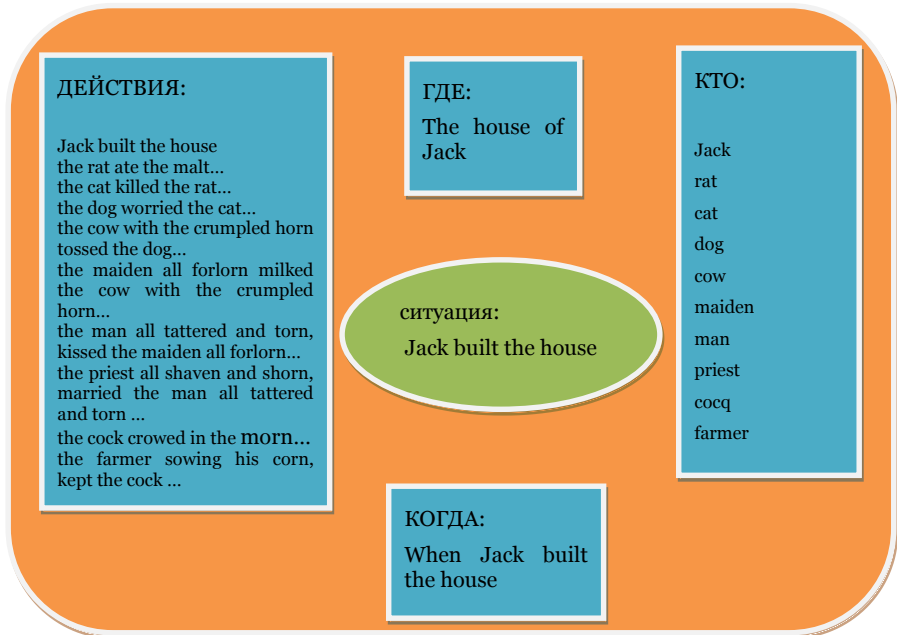 ДЕЙСТВИЯ:
Jack built the house
the rat ate the malt...
the cat killed the rat...
the dog worried the cat...
the cow with the crumpled horn
tossed the dog...
the maiden all forlorn milked
the cow with the crumpled
horn...
the man all tattered and torn,
kissed the maiden all forlorn...
the priest all shaven and shorn,
married the man all tattered
and torn ...
the cock crowed in the morn...
the farmer sowing his corn,
kept the cock ...
ГДЕ:
The house of
Jack
ситуация:
Jack built the house
КОГДА:
When Jack built
the house
КТО:
Jack
rat
cat
dog
cow
maiden
man
priest
cocq
farmer